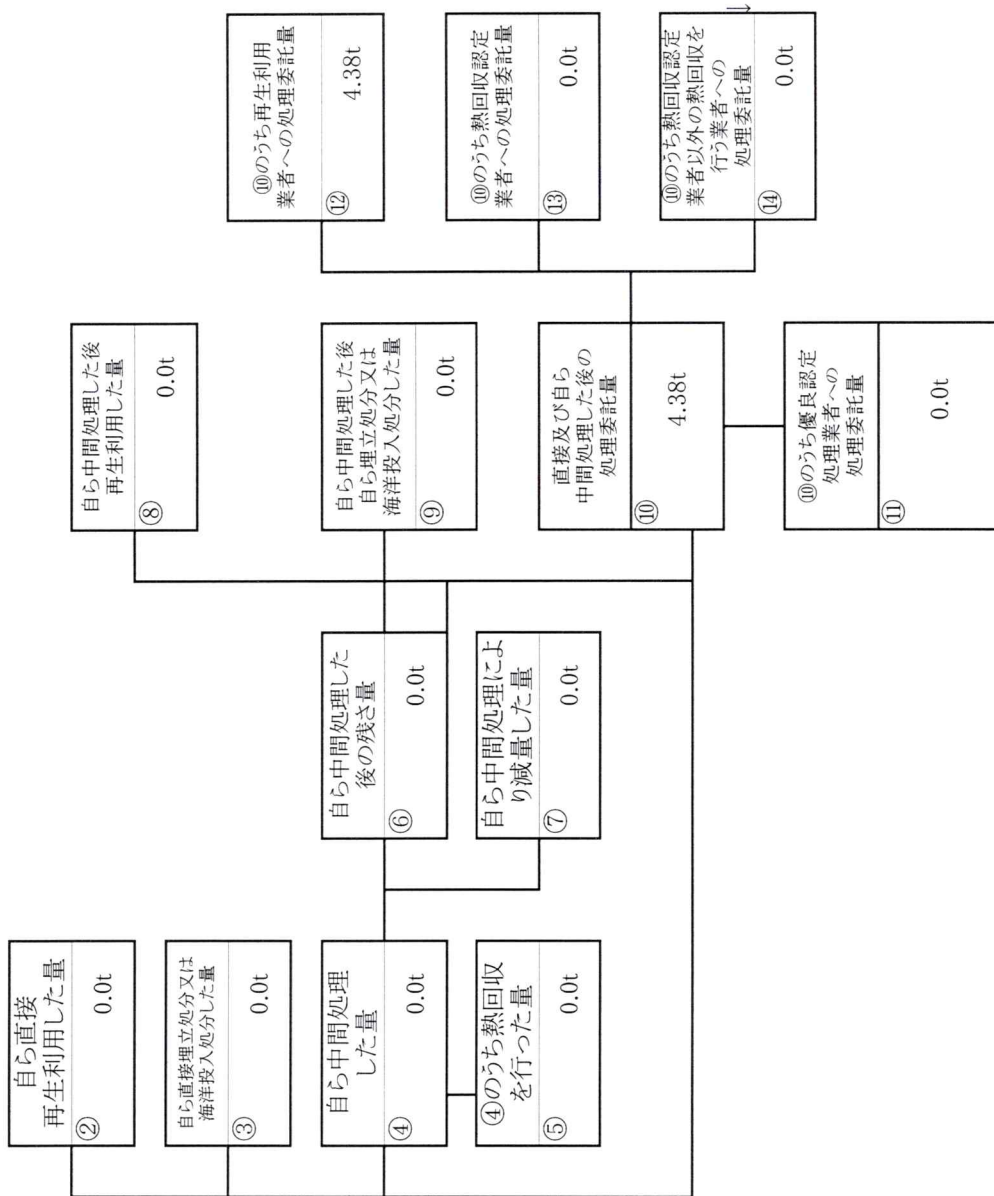 自ら直接
再生利用した量
②
0.0t
自ら直接埋立処分又は
海洋投入処分した量
③
0.0t
自ら中間処理
した量
④
0.0t
④のうち熱回収
を行った量
⑤
0.0t
自ら中間処理した
後の残さ量
⑥
0.0t
自ら中間処理によ
り減量した量
⑦
0.0t
自ら中間処理した後
再生利用した量
⑧
0.0t
自ら中間処理した後
自ら埋立処分又は
海洋投入処分した量
⑨
0.0t
直接及び自ら
中間処理した後の
処理委託量
⑩
4.38t
⑩のうち優良認定
処理業者への
処理委託量
⑪
0.0t
⑩のうち再生利用
業者への処理委託量
⑫
4.38t
⑩のうち熱回収認定
業者への処理委託量
⑬
0.0t
⑩のうち熱回収認定
業者以外の熱回収を
行う業者への
処理委託量
⑭
0.0t